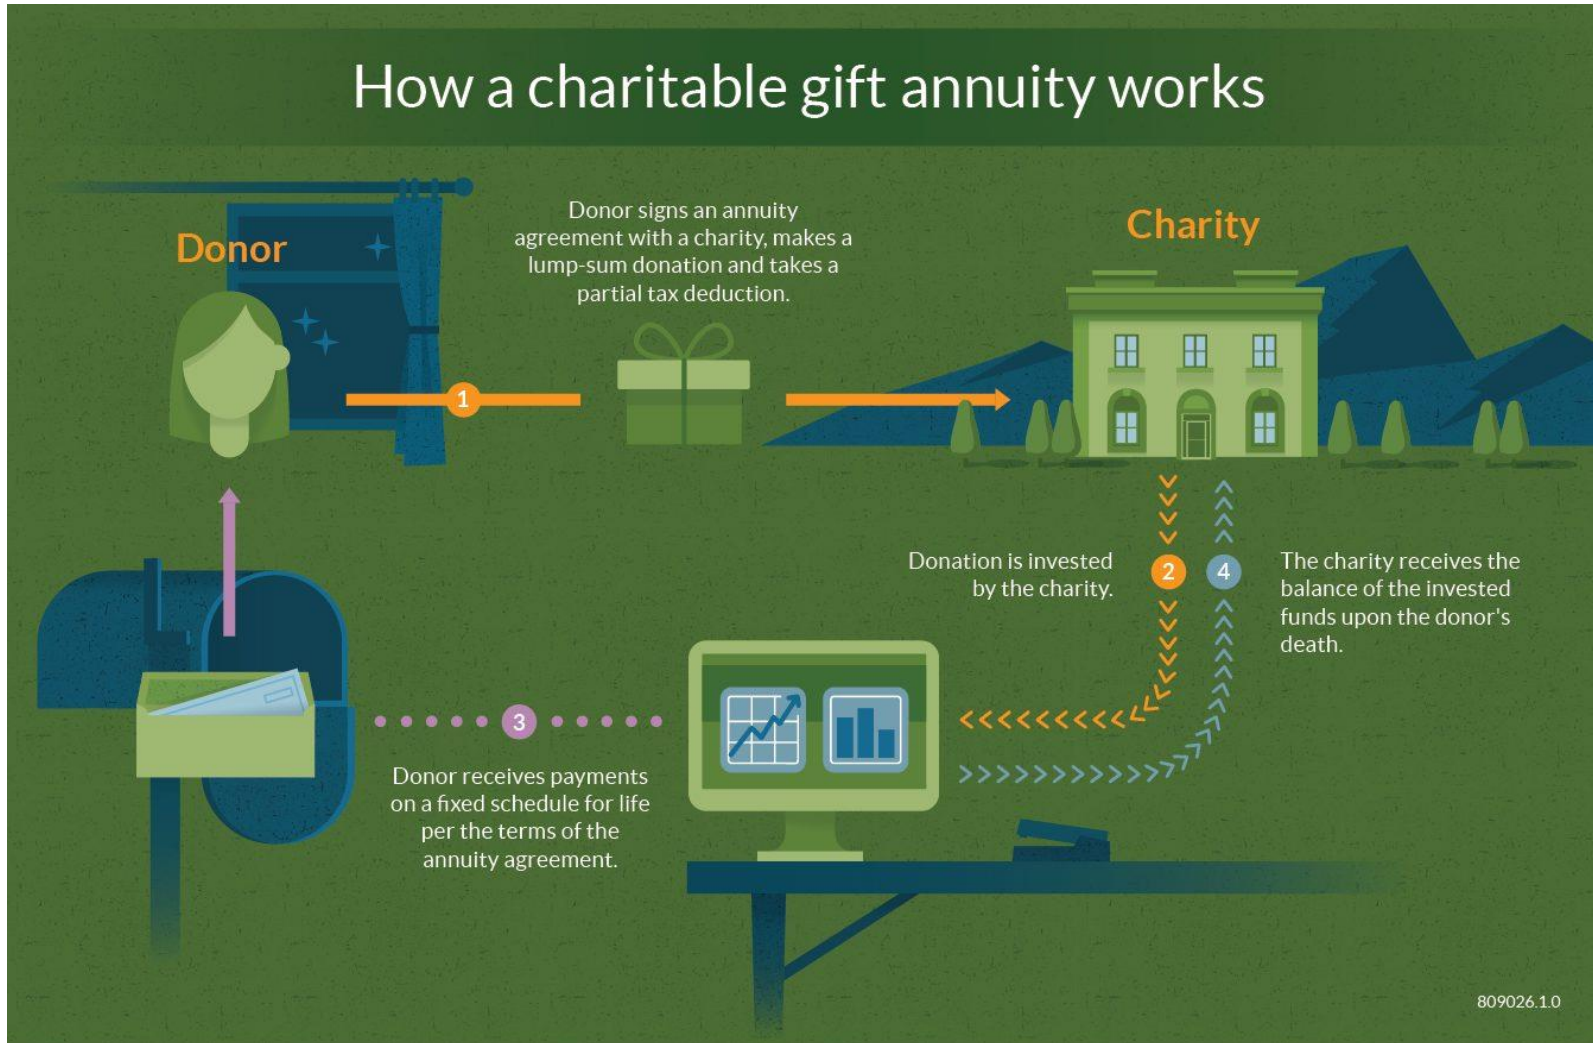 How a charitable gift annuity works
Donor
Donor signs an annuity
agreement with a charity, makes a
lump-sum donation and takes a
partial tax deduction.
Charity
1
Donation is invested
by the charity.
2
4
The charity receives the
balance of the invested
funds upon the donor's
death.
3
Donor receives payments
on a fixed schedule for life
per the terms of the
annuity agreement.
809026.1.0